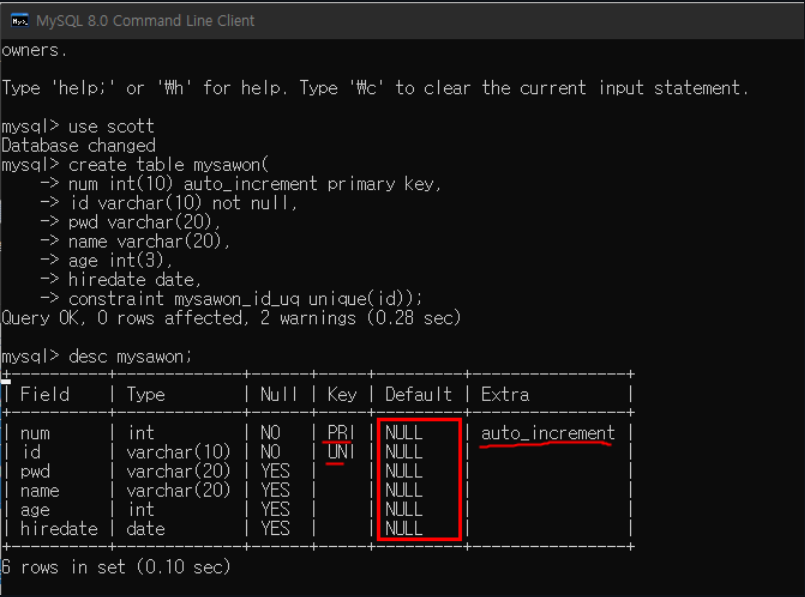 MySQL 8.0 Command Line Client
owners.
Type 'help;' or '₩h' for help. Type '₩c' to clear the current input statement.
mysql> use scott
Database changed
mysql> create table mysawon(
    -> num int(10) auto_increment primary key,
    -> id varchar(10) not null,
    -> pwd varchar(20),
    -> name varchar(20),
    -> age int(3),
    -> hiredate date,
    -> constraint mysawon_id_uq unique(id));
Query OK, 0 rows affected, 2 warnings (0.28 sec)
mysql> desc mysawon;
+----------+-------------+------+-----+---------+----------------+
| Field    | Type        | Null | Key | Default | Extra          |
+----------+-------------+------+-----+---------+----------------+
| num      | int         | NO   | PRI | NULL    | auto_increment |
| id       | varchar(10) | NO   | UNI | NULL    |                |
| pwd      | varchar(20) | YES  |     | NULL    |                |
| name     | varchar(20) | YES  |     | NULL    |                |
| age      | int         | YES  |     | NULL    |                |
| hiredate | date        | YES  |     | NULL    |                |
+----------+-------------+------+-----+---------+----------------+
6 rows in set (0.10 sec)